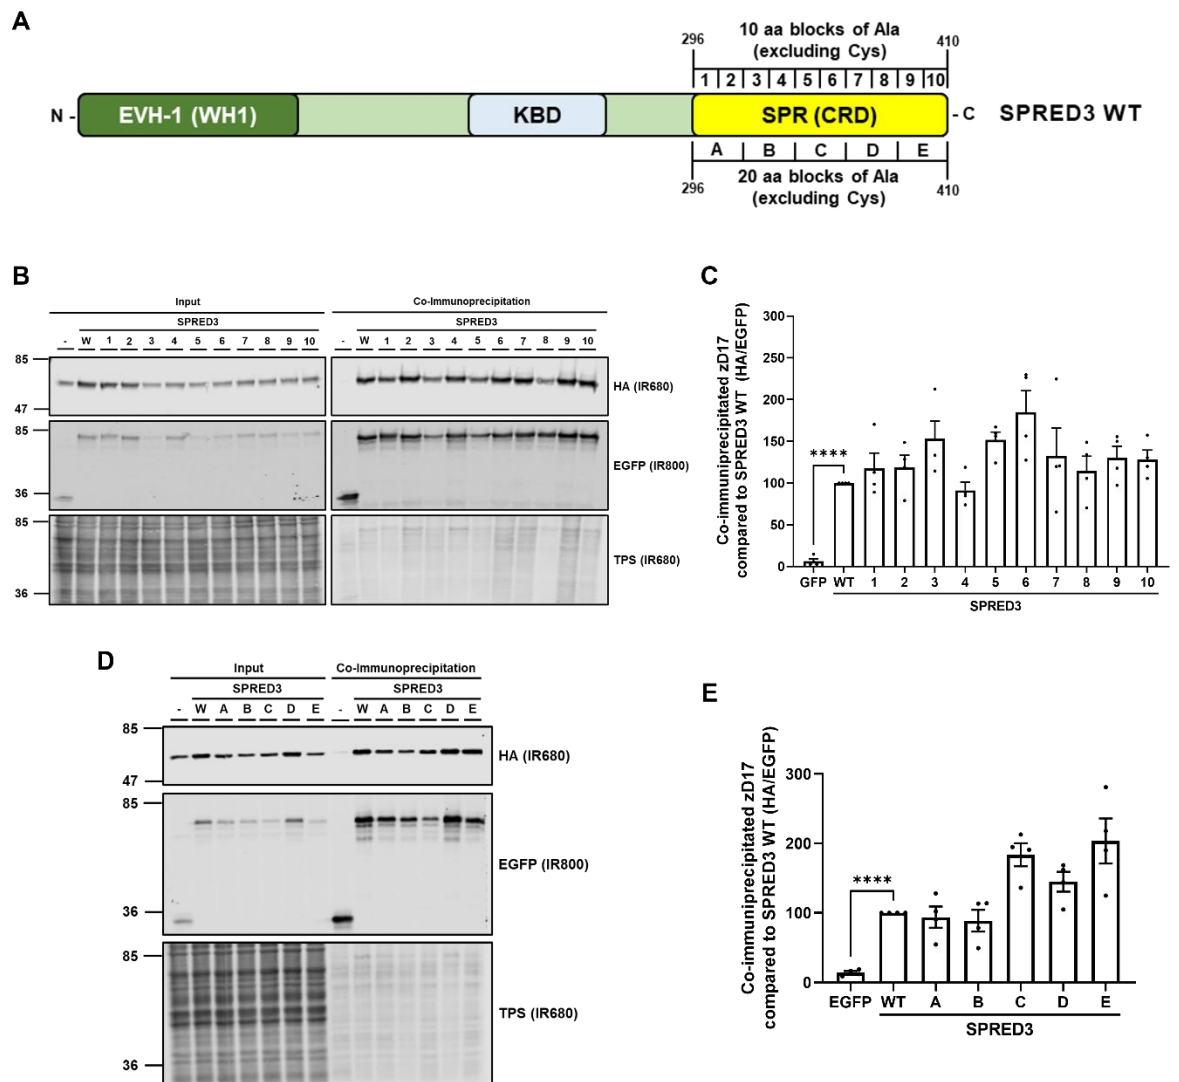 A
10 aa blocks of Ala
(excluding Cys)
296
410
1 2 3 4 5 6 7 8 9 10
N - EVH-1 (WH1) KBD SPR (CRD) - C SPRED3 WT
A B C D E
296
410
20 aa blocks of Ala
(excluding Cys)
B
Input
Co-Immunoprecipitation
SPRED3
SPRED3
- W 1 2 3 4 5 6 7 8 9 10
- W 1 2 3 4 5 6 7 8 9 10
85
HA (IR680)
47
85
EGFP (IR800)
36
85
TPS (IR680)
36
C
Co-immuniprecipitated zD17
compared to SPRED3 WT (HA/EGFP)
300
250
200
150
100
50
0
****
GFP WT 1 2 3 4 5 6 7 8 9 10
SPRED3
D
Input
Co-Immunoprecipitation
SPRED3
SPRED3
- W A B C D E
- W A B C D E
85
HA (IR680)
47
85
EGFP (IR800)
36
85
TPS (IR680)
36
E
Co-immuniprecipitated zD17
compared to SPRED3 WT (HA/EGFP)
300
200
100
0
****
EGFP WT A B C D E
SPRED3